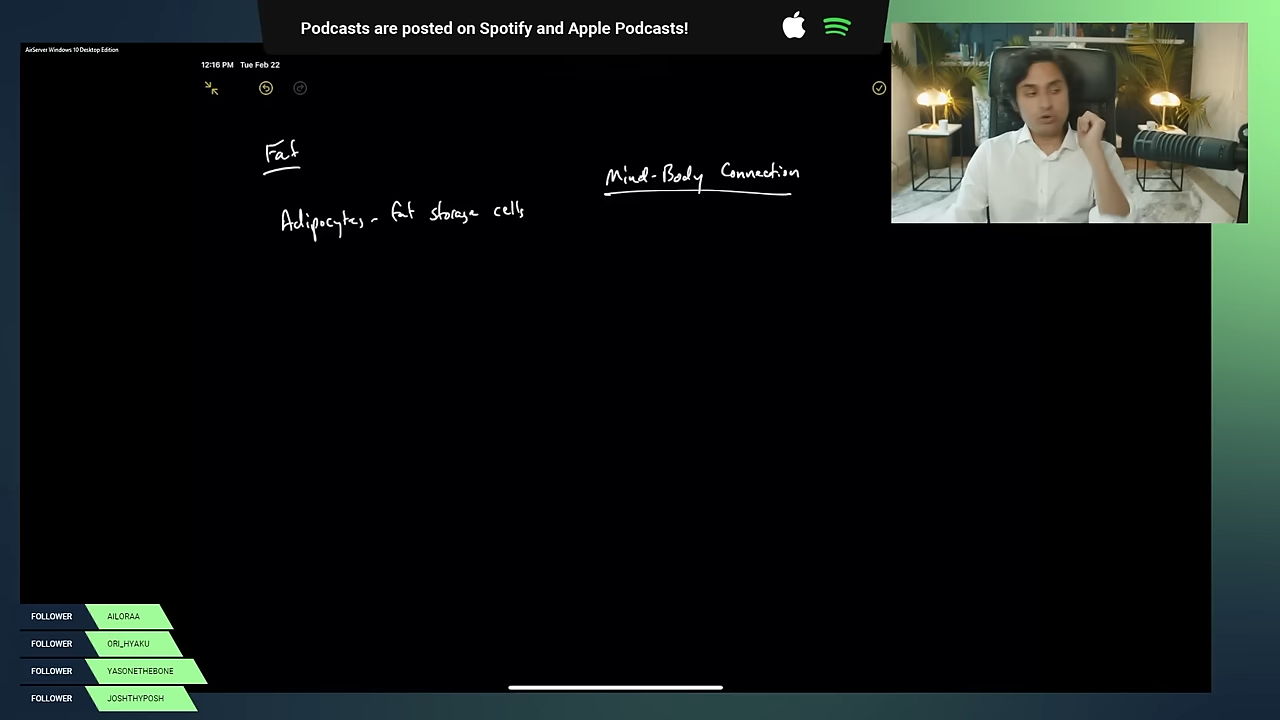 Podcasts are posted on Spotify and Apple Podcasts!
AirServer Windows 10 Desktop Edition
12:16 PM Tue Feb 22
Fat
Mind-Body Connection
Adipocytes - fat storage cells
FOLLOWER AILORAA
FOLLOWER ORI_HYAKU
FOLLOWER YASONETHEBONE
FOLLOWER JOSHTHYPOSH